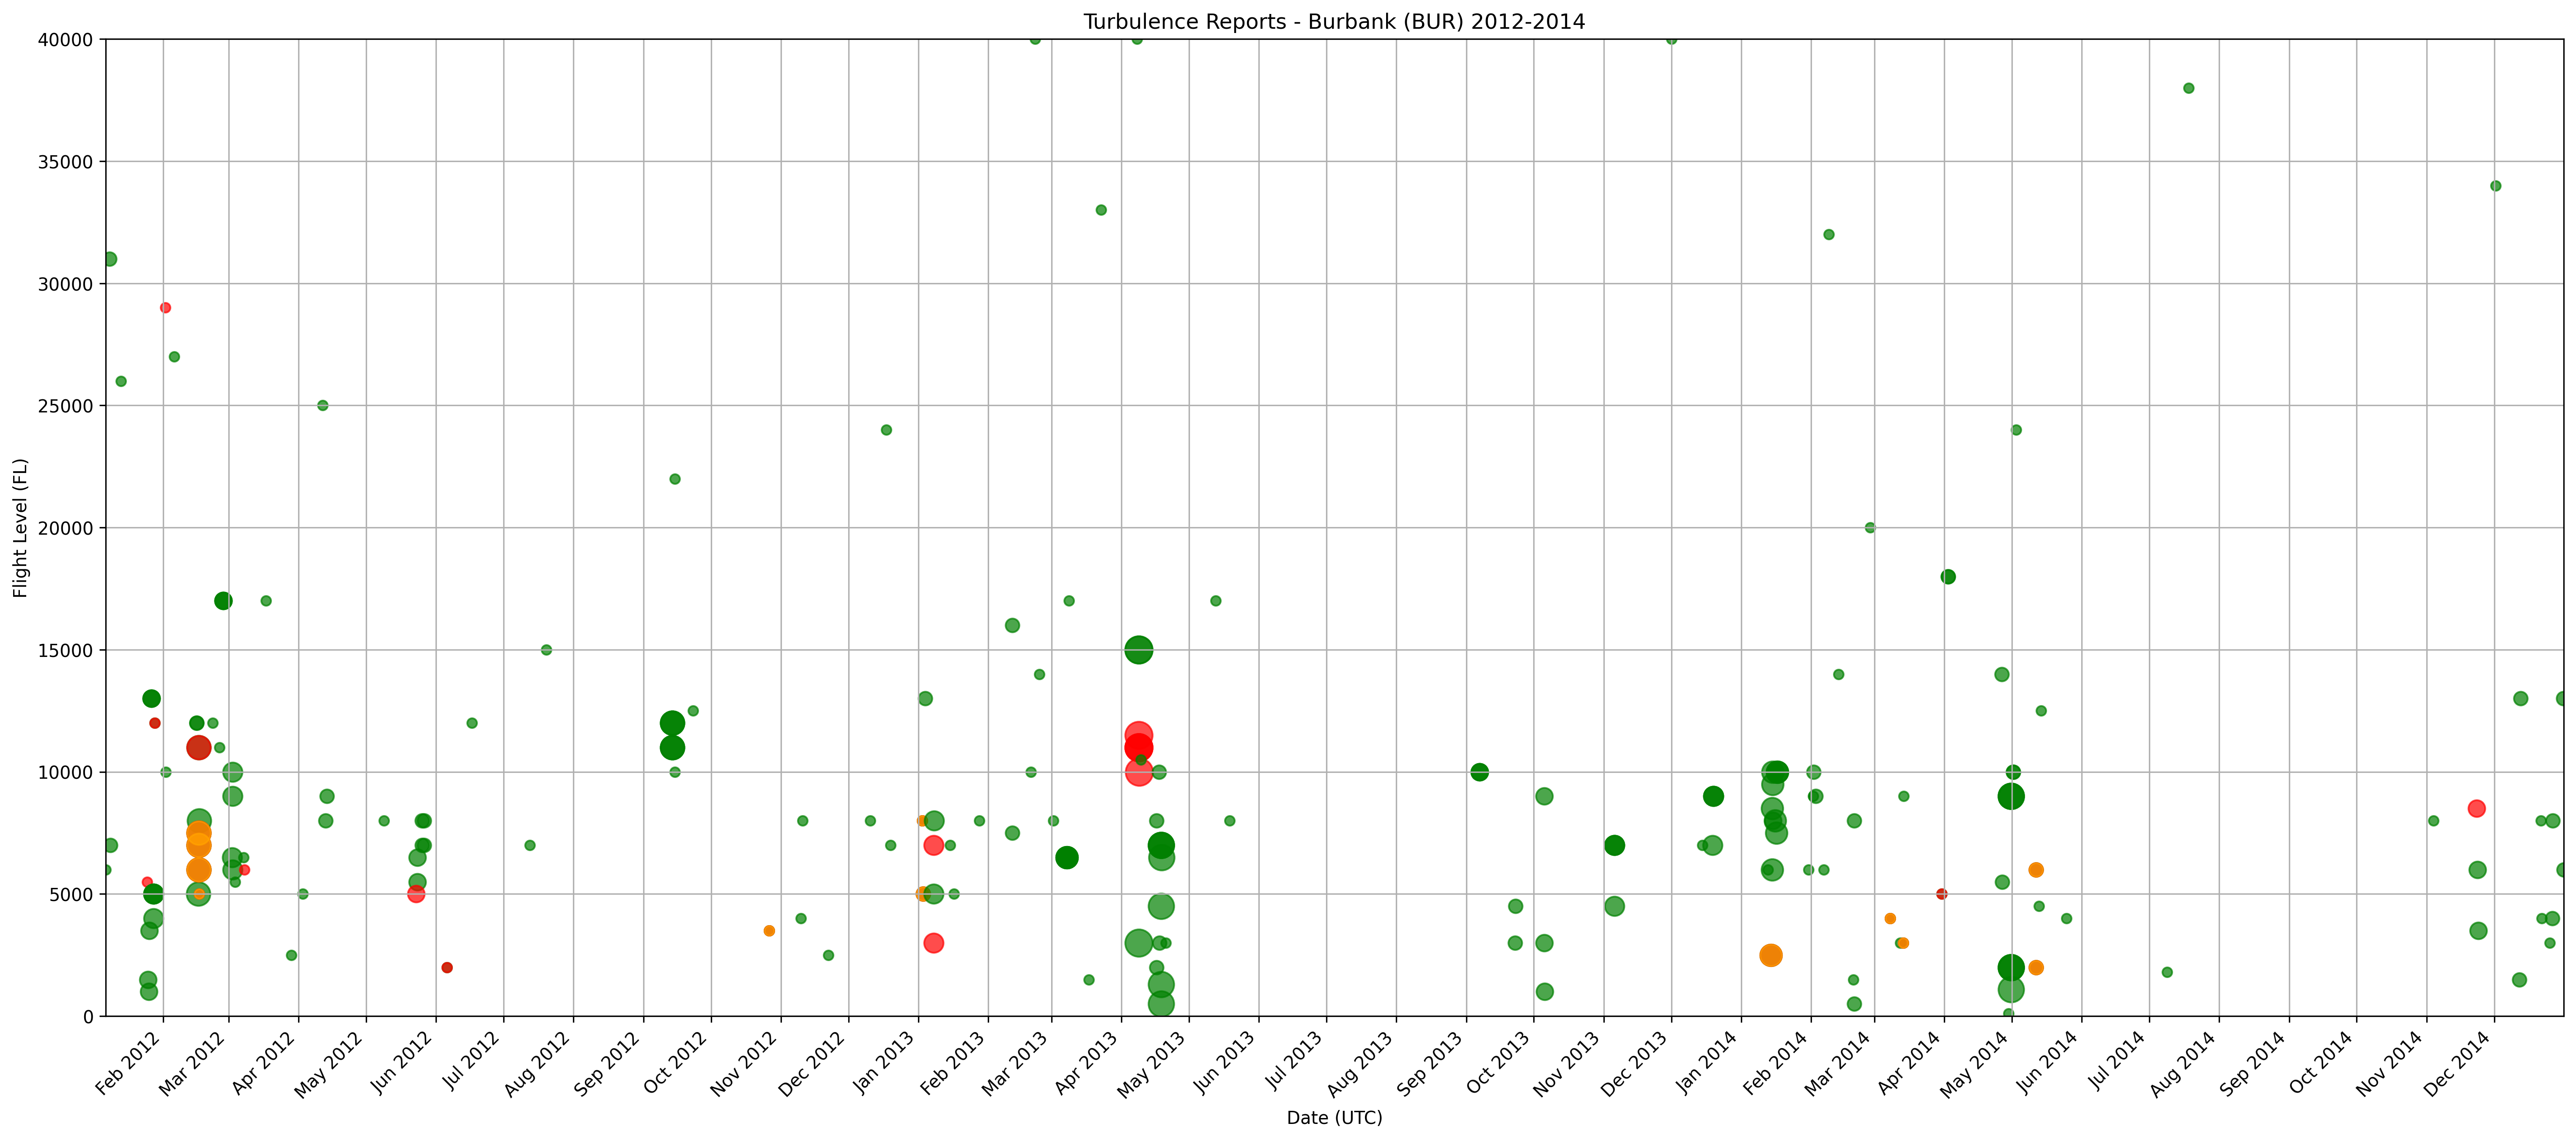 Turbulence Reports - Burbank (BUR) 2012-2014
40000
35000
30000
25000
20000
15000
10000
5000
0
Flight Level (FL)
Feb 2012
Mar 2012
Apr 2012
May 2012
Jun 2012
Jul 2012
Aug 2012
Sep 2012
Oct 2012
Nov 2012
Dec 2012
Jan 2013
Feb 2013
Mar 2013
Apr 2013
May 2013
Jun 2013
Jul 2013
Aug 2013
Sep 2013
Oct 2013
Nov 2013
Dec 2013
Jan 2014
Feb 2014
Mar 2014
Apr 2014
May 2014
Jun 2014
Jul 2014
Aug 2014
Sep 2014
Oct 2014
Nov 2014
Dec 2014
Date (UTC)